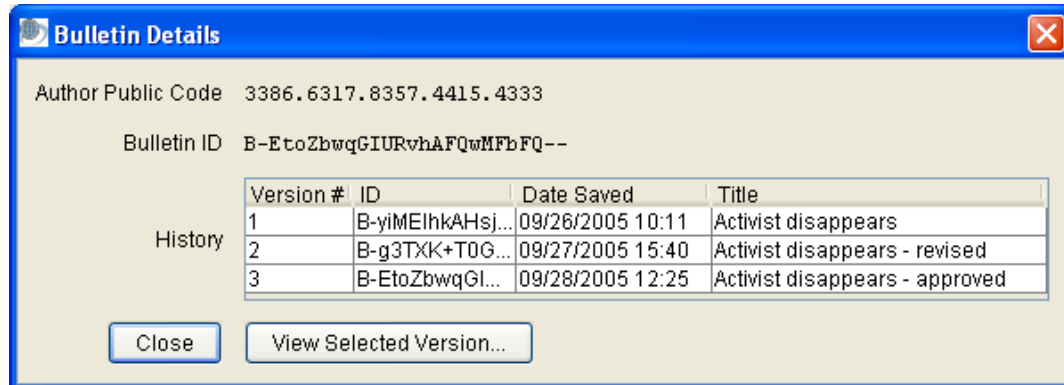 Bulletin Details
Author Public Code 3386.6317.8357.4415.4333
Bulletin ID B-EtoZbwqGIURvhAFQwMFbFQ--
History
Version # ID Date Saved Title
1 B-yiMEIhkAHsj... 09/26/2005 10:11 Activist disappears
2 B-g3TXK+T0G... 09/27/2005 15:40 Activist disappears - revised
3 B-EtoZbwqGI... 09/28/2005 12:25 Activist disappears - approved
Close View Selected Version...